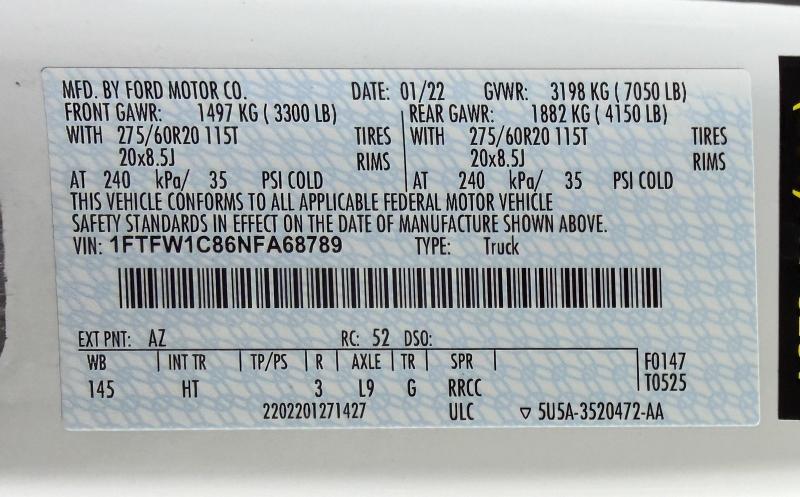 MFD. BY FORD MOTOR CO. DATE: 01/22 GVWR: 3198 KG ( 7050 LB)
FRONT GAWR: 1497 KG ( 3300 LB) REAR GAWR: 1882 KG ( 4150 LB)
WITH 275/60R20 115T TIRES WITH 275/60R20 115T TIRES
20x8.5J RIMS 20x8.5J RIMS
AT 240 kPa/ 35 PSI COLD AT 240 kPa/ 35 PSI COLD
THIS VEHICLE CONFORMS TO ALL APPLICABLE FEDERAL MOTOR VEHICLE
SAFETY STANDARDS IN EFFECT ON THE DATE OF MANUFACTURE SHOWN ABOVE.
VIN: 1FTFW1C86NFA68789 TYPE: Truck
EXT PNT: AZ RC: 52 DSO:
WB | INT TR | TP/PS | R | AXLE | TR | SPR | F0147
145 HT 3 L9 G RRCC T0525
2202201271427 ULC ▽ 5U5A-3520472-AA